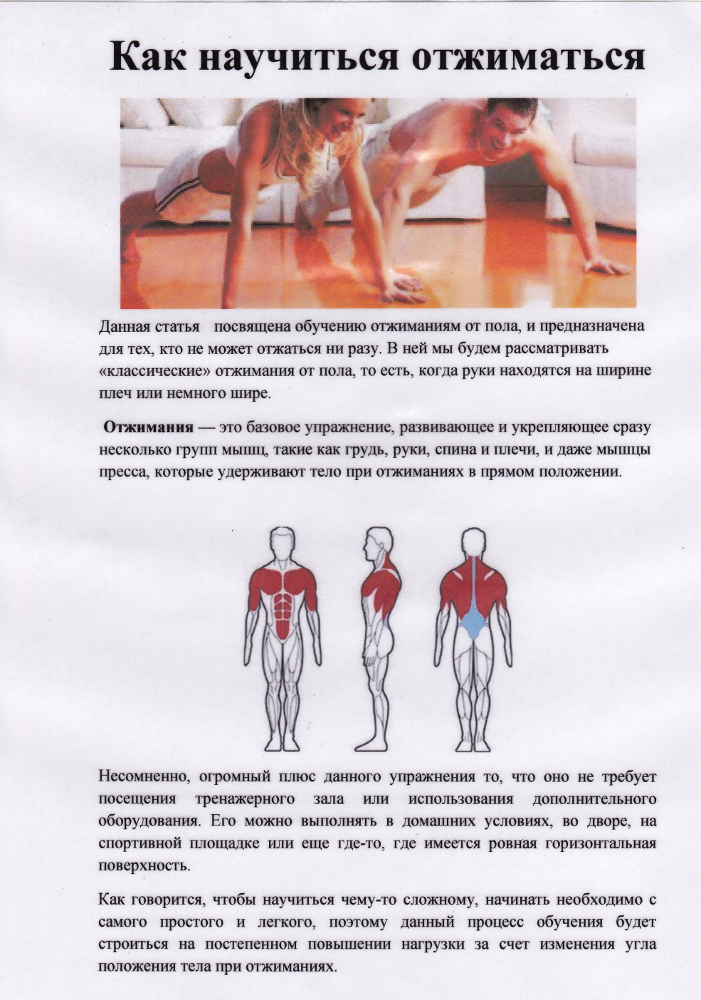 Как научиться отжиматься
Данная статья посвящена обучению отжиманиям от пола, и предназначена
для тех, кто не может отжаться ни разу. В ней мы будем рассматривать
«классические» отжимания от пола, то есть, когда руки находятся на ширине
плеч или немного шире.
Отжимания — это базовое упражнение, развивающее и укрепляющее сразу
несколько групп мышц, такие как грудь, руки, спина и плечи, и даже мышцы
пресса, которые удерживают тело при отжиманиях в прямом положении.
Несомненно, огромный плюс данного упражнения то, что оно не требует
посещения тренажерного зала или использования дополнительного
оборудования. Его можно выполнять в домашних условиях, во дворе, на
спортивной площадке или еще где-то, где имеется ровная горизонтальная
поверхность.
Как говорится, чтобы научиться чему-то сложному, начинать необходимо с
самого простого и легкого, поэтому данный процесс обучения будет
строиться на постепенном повышении нагрузки за счет изменения угла
положения тела при отжиманиях.